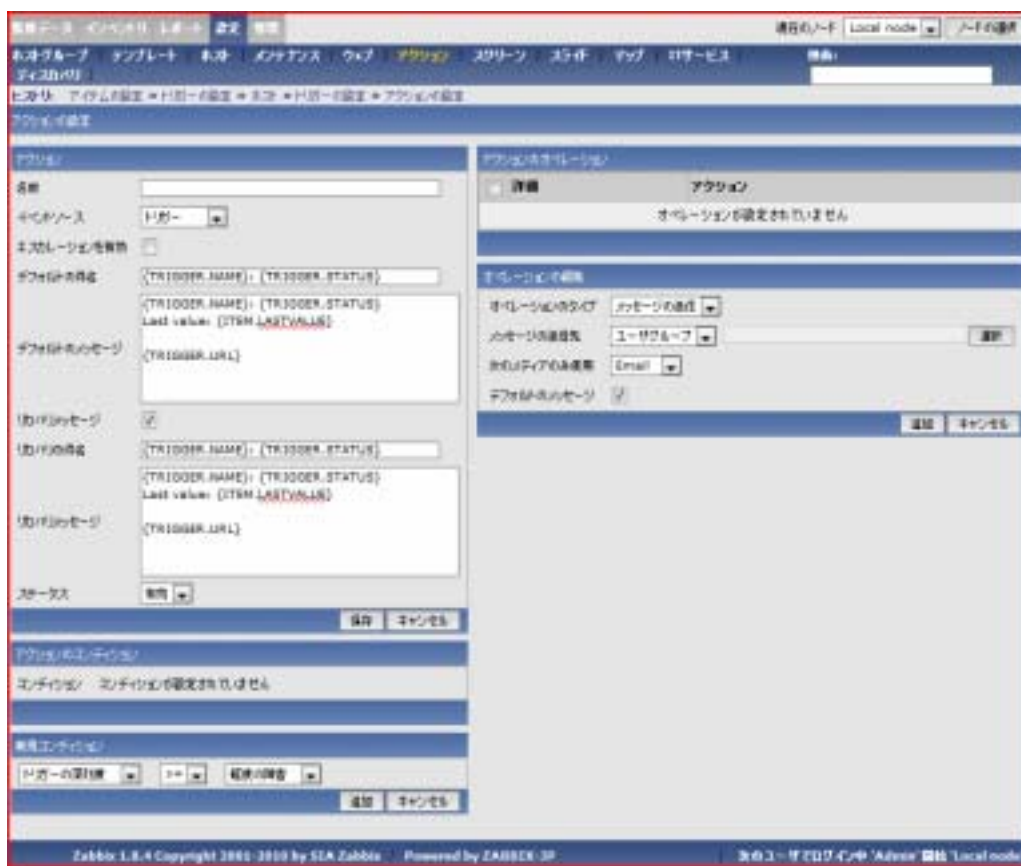 監視データ インベントリ レポート 設定 管理
現在のノード Local node ノードの選択
ホストグループ テンプレート ホスト メンテナンス ウェブ アクション スクリーン スライド マップ ITサービス
検索:
ディスカバリ
ヒストリ: アイテムの設定 » トリガーの設定 » ホスト » トリガーの設定 » アクションの設定
アクションの設定
アクション
名前
イベントソース トリガー
エスカレーションを有効
デフォルトの件名 {TRIGGER.NAME}: {TRIGGER.STATUS}
デフォルトのメッセージ
{TRIGGER.NAME}: {TRIGGER.STATUS}
Last value: {ITEM.LASTVALUE}
{TRIGGER.URL}
リカバリメッセージ
リカバリの件名 {TRIGGER.NAME}: {TRIGGER.STATUS}
リカバリメッセージ
{TRIGGER.NAME}: {TRIGGER.STATUS}
Last value: {ITEM.LASTVALUE}
{TRIGGER.URL}
ステータス 有効
保存 キャンセル
アクションのコンディション
コンディション コンディションが設定されていません
新規コンディション
トリガーの深刻度 >= 軽度の障害
追加 キャンセル
アクションのオペレーション
詳細 アクション
オペレーションが設定されていません
オペレーションの編集
オペレーションのタイプ メッセージの送信
メッセージの送信先 ユーザグループ 選択
次のメディアのみ使用 Email
デフォルトのメッセージ
追加 キャンセル
Zabbix 1.8.4 Copyright 2001-2010 by SIA Zabbix Powered by ZABBIX-JP
次のユーザでログイン中 'Admin' 開始 'Local node'